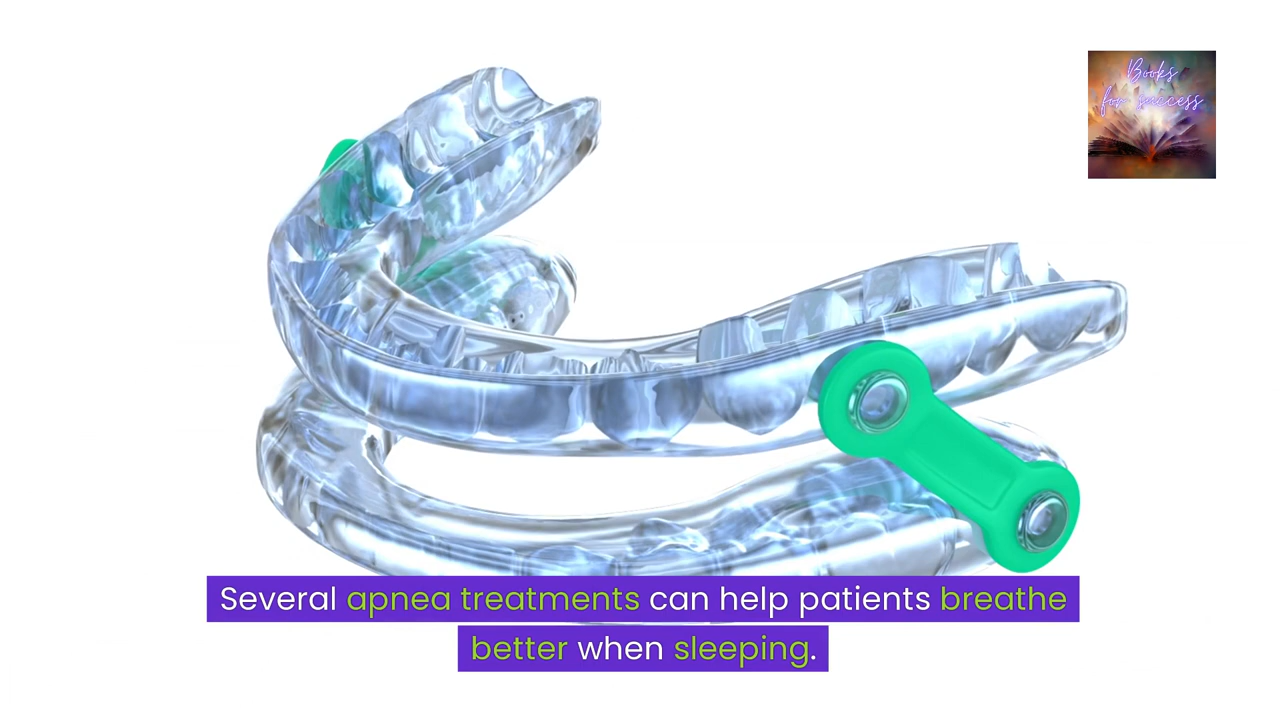 Books
for success
Several apnea treatments can help patients breathe
better when sleeping.